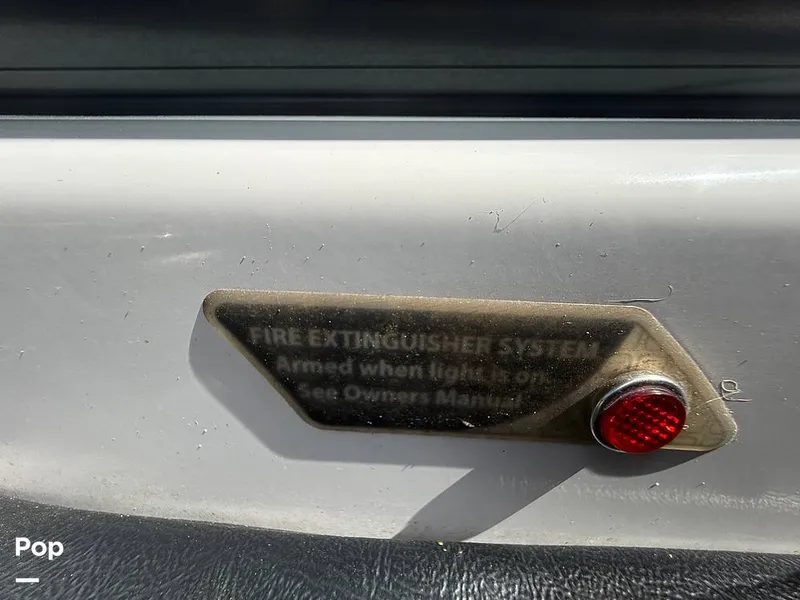 FIRE EXTINGUISHER SYSTEM
Armed when light is on.
See Owners Manual
Pop